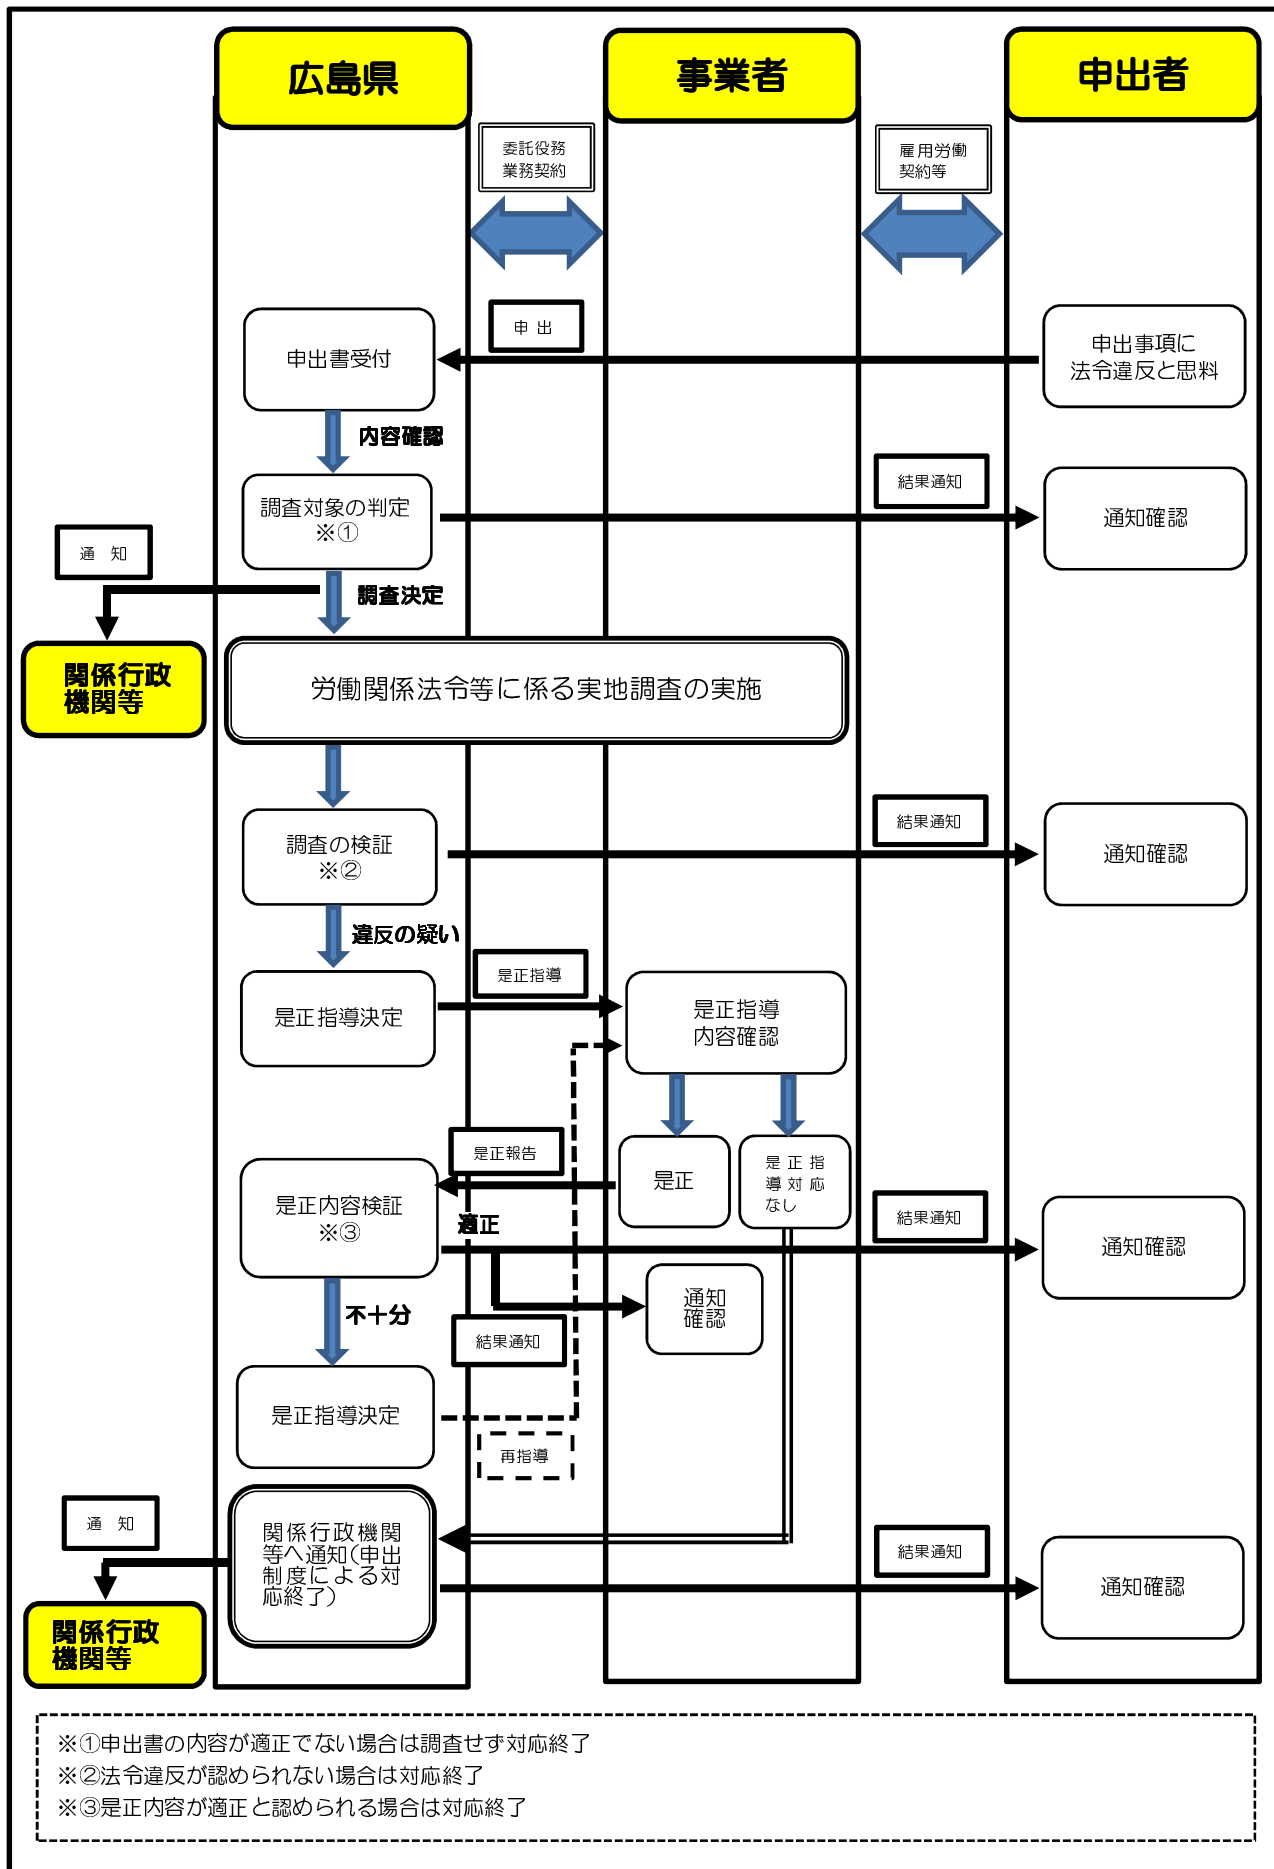 広島県
事業者
申出者
委託役務
業務契約
雇用労働
契約等
申 出
申出書受付
申出事項に
法令違反と思料
内容確認
結果通知
調査対象の判定
※①
通知確認
通 知
調査決定
関係行政
機関等
労働関係法令等に係る実地調査の実施
結果通知
調査の検証
※②
通知確認
違反の疑い
是正指導
是正指導決定
是正指導
内容確認
是正報告
是正
是 正 指
導 対 応
なし
是正内容検証
※③
適正
結果通知
通知確認
通知
確認
不十分
結果通知
是正指導決定
再指導
通 知
関係行政機関
等へ通知(申出
制度による対
応終了)
結果通知
通知確認
関係行政
機関等
※①申出書の内容が適正でない場合は調査せず対応終了
※②法令違反が認められない場合は対応終了
※③是正内容が適正と認められる場合は対応終了